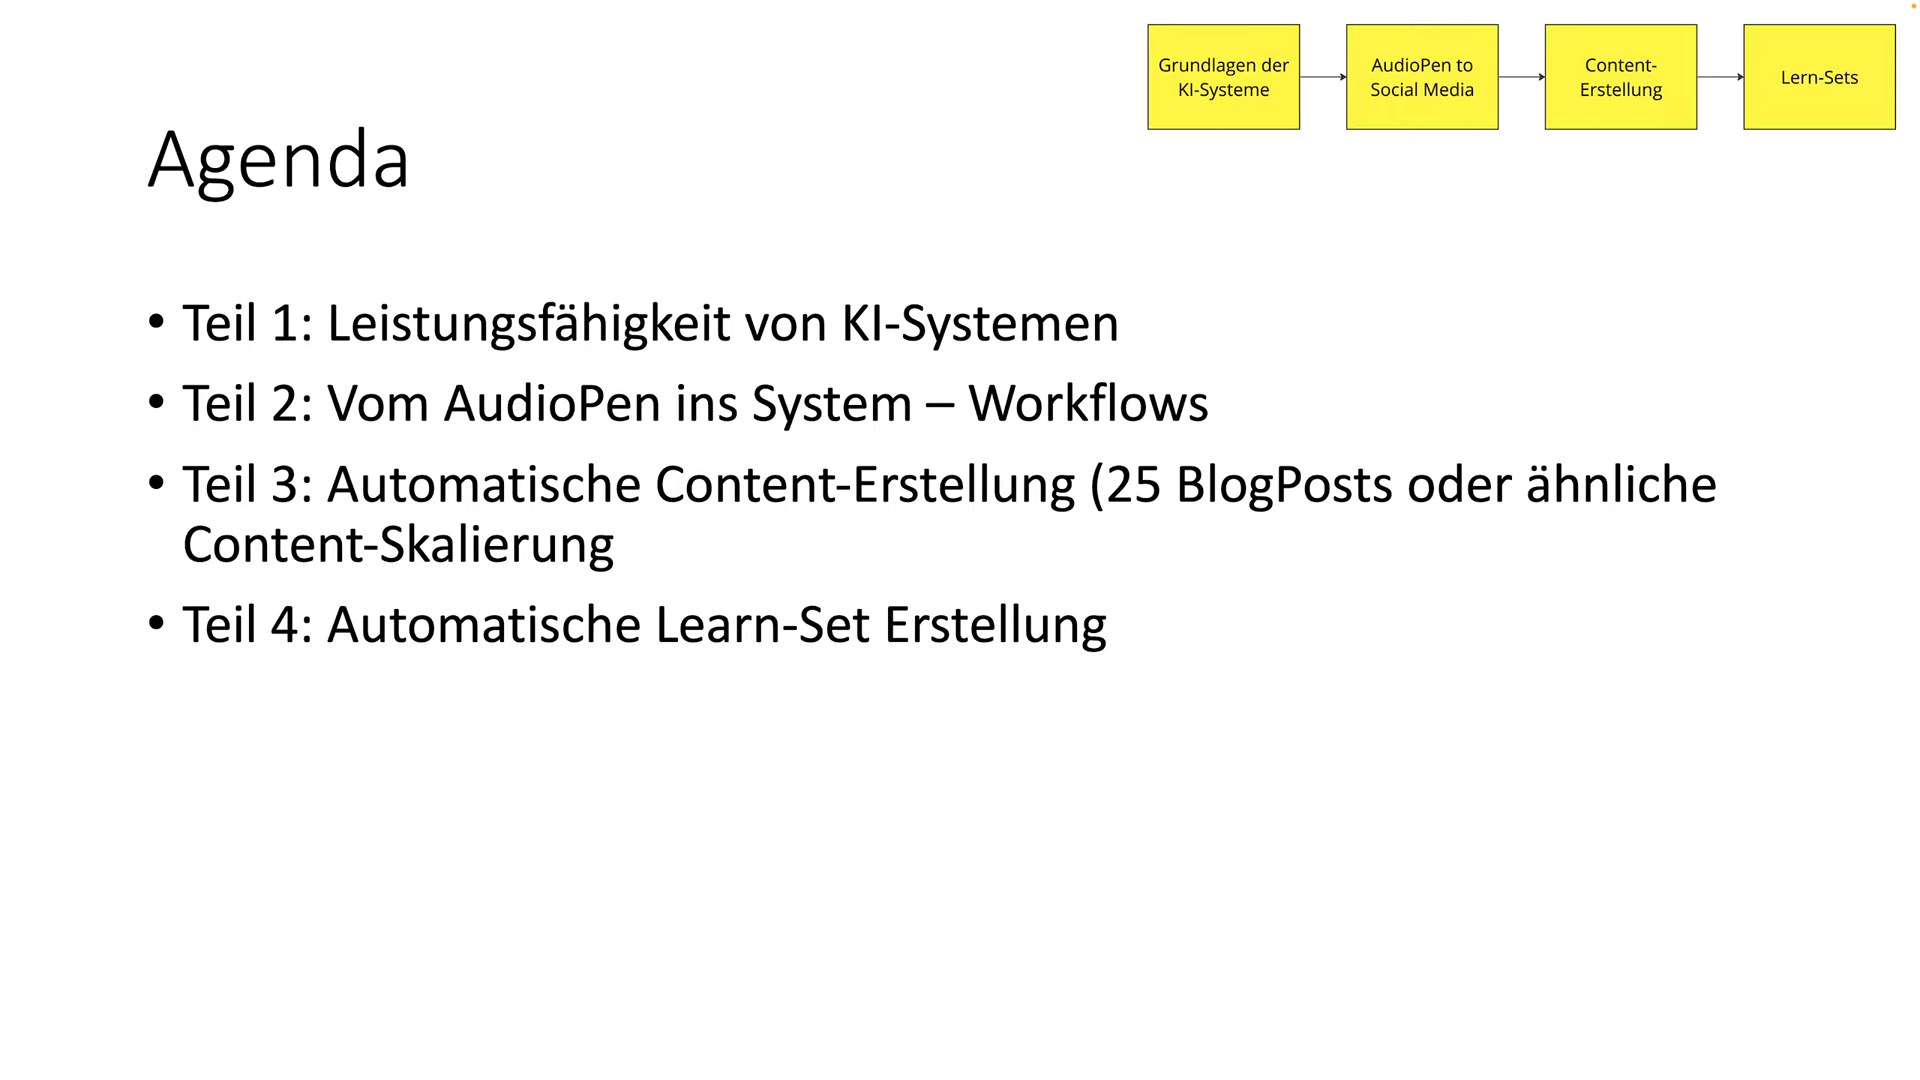 Grundlagen der
KI-Systeme
AudioPen to
Social Media
Content-
Erstellung
Lern-Sets
Agenda
• Teil 1: Leistungsfähigkeit von KI-Systemen
• Teil 2: Vom AudioPen ins System – Workflows
• Teil 3: Automatische Content-Erstellung (25 BlogPosts oder ähnliche
Content-Skalierung
• Teil 4: Automatische Learn-Set Erstellung